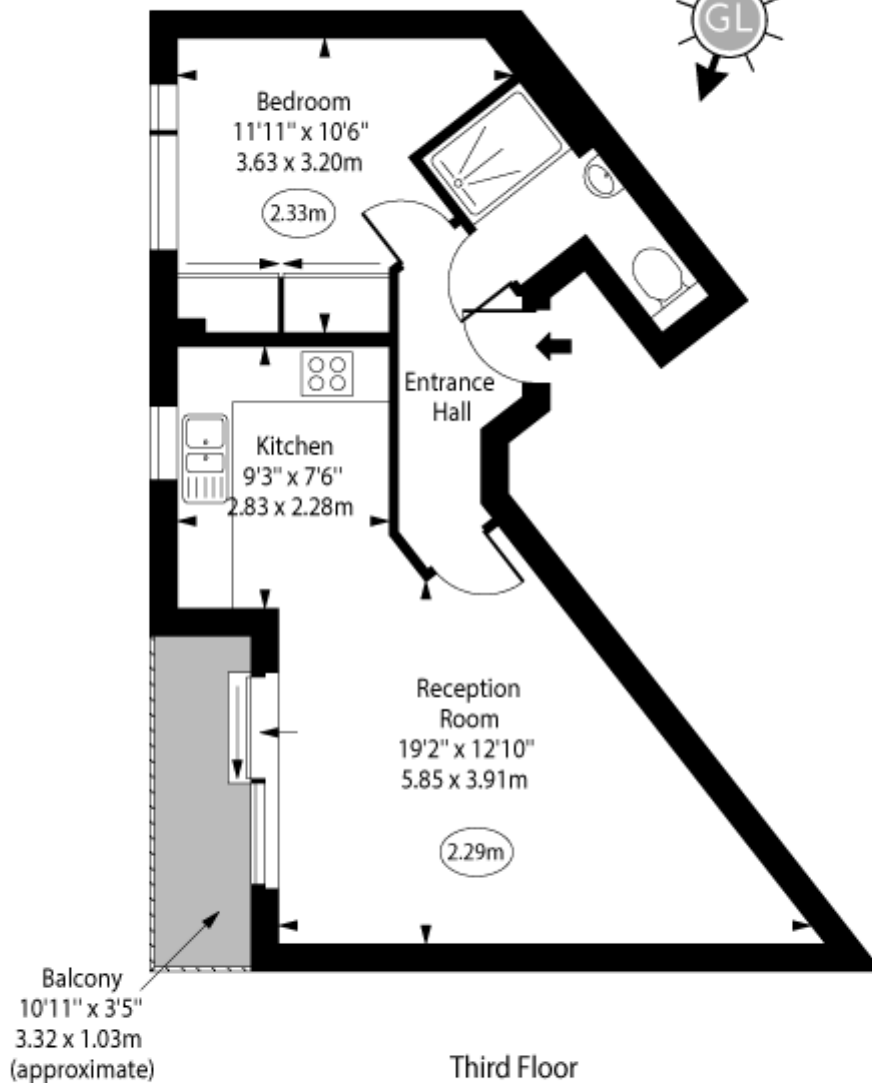 GL
Bedroom
11'11" x 10'6"
3.63 x 3.20m
2.33m
Entrance
Hall
Kitchen
9'3" x 7'6"
2.83 x 2.28m
Reception
Room
19'2" x 12'10"
5.85 x 3.91m
2.29m
Balcony
10'11" x 3'5"
3.32 x 1.03m
(approximate)
Third Floor